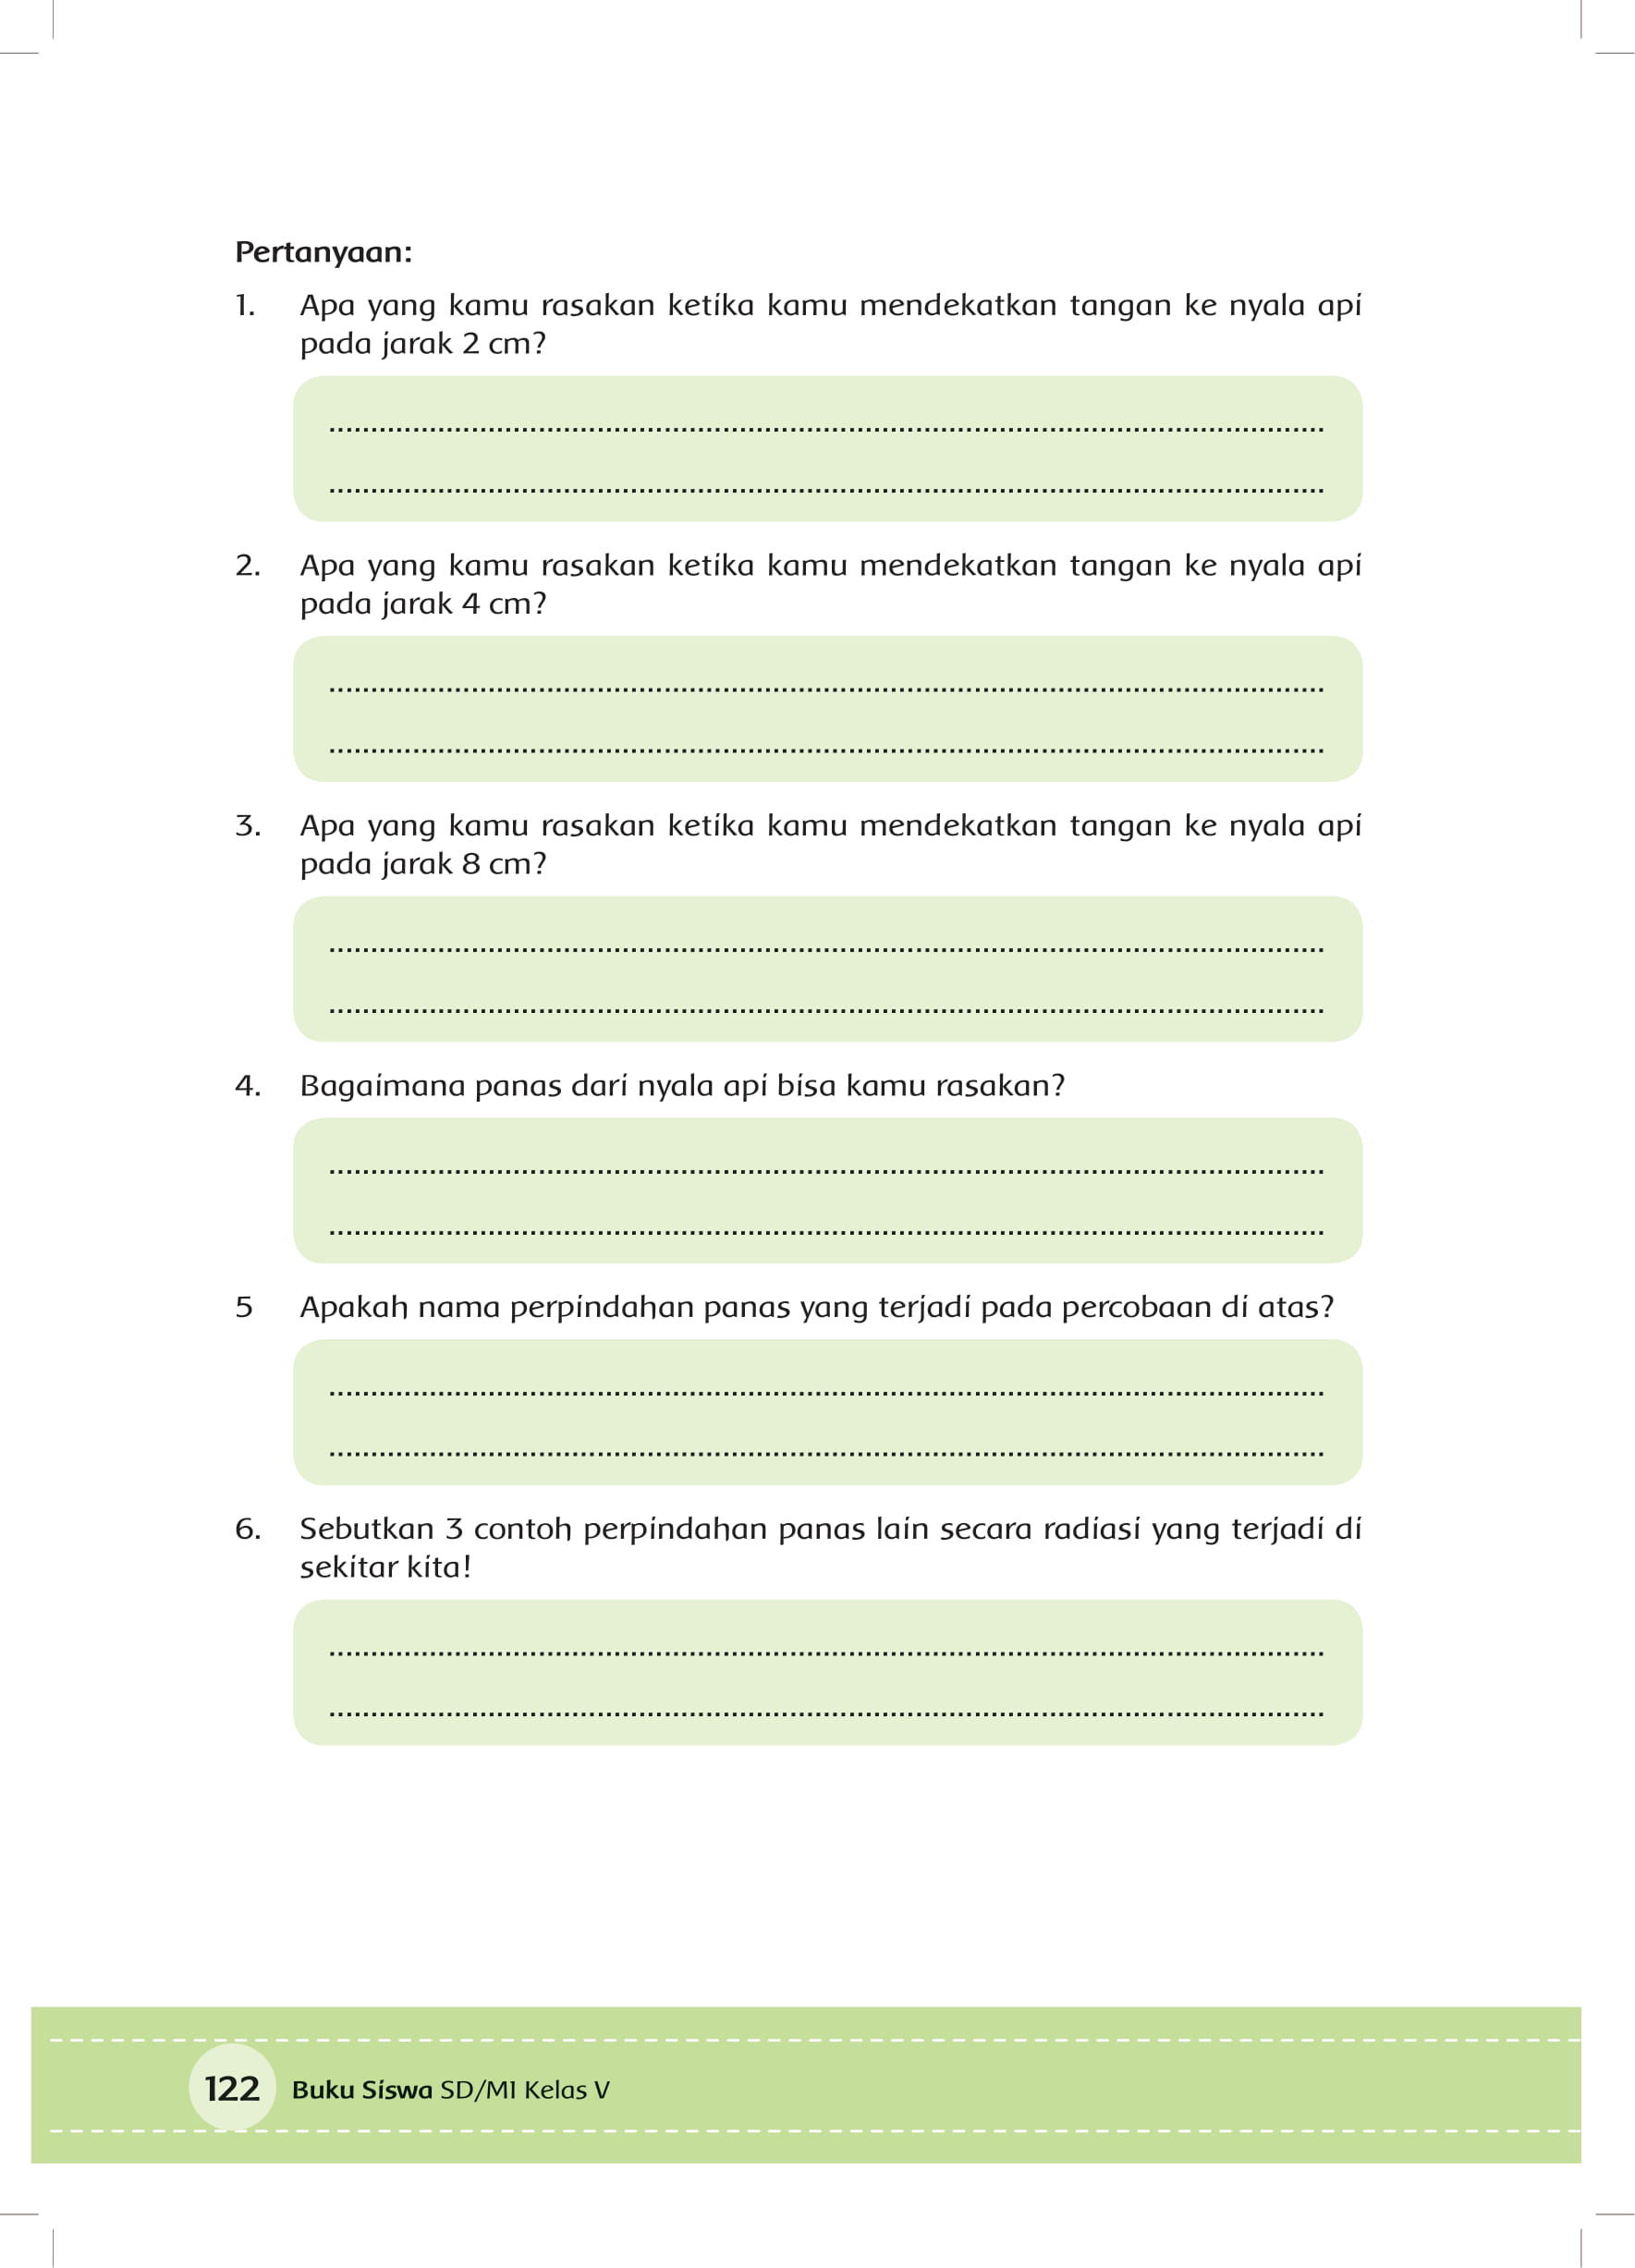 Pertanyaan:
1. Apa yang kamu rasakan ketika kamu mendekatkan tangan ke nyala api
pada jarak 2 cm?
2. Apa yang kamu rasakan ketika kamu mendekatkan tangan ke nyala api
pada jarak 4 cm?
3. Apa yang kamu rasakan ketika kamu mendekatkan tangan ke nyala api
pada jarak 8 cm?
4. Bagaimana panas dari nyala api bisa kamu rasakan?
5 Apakah nama perpindahan panas yang terjadi pada percobaan di atas?
6. Sebutkan 3 contoh perpindahan panas lain secara radiasi yang terjadi di
sekitar kita!
122 Buku Siswa SD/MI Kelas V